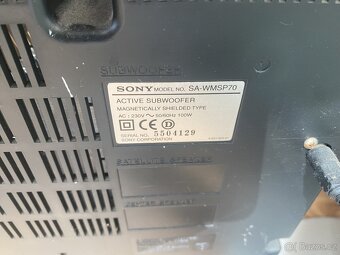 SUBWOOFER
SONY MODEL NO. SA-WMSP70
ACTIVE SUBWOOFER
MAGNETICALLY SHIELDED TYPE
AC : 230V ~ 50/60Hz 100W
CE D
SERIAL NO. 5504129
SONY CORPORATION
SATELLITE SPEAKER
CENTER SPEAKER